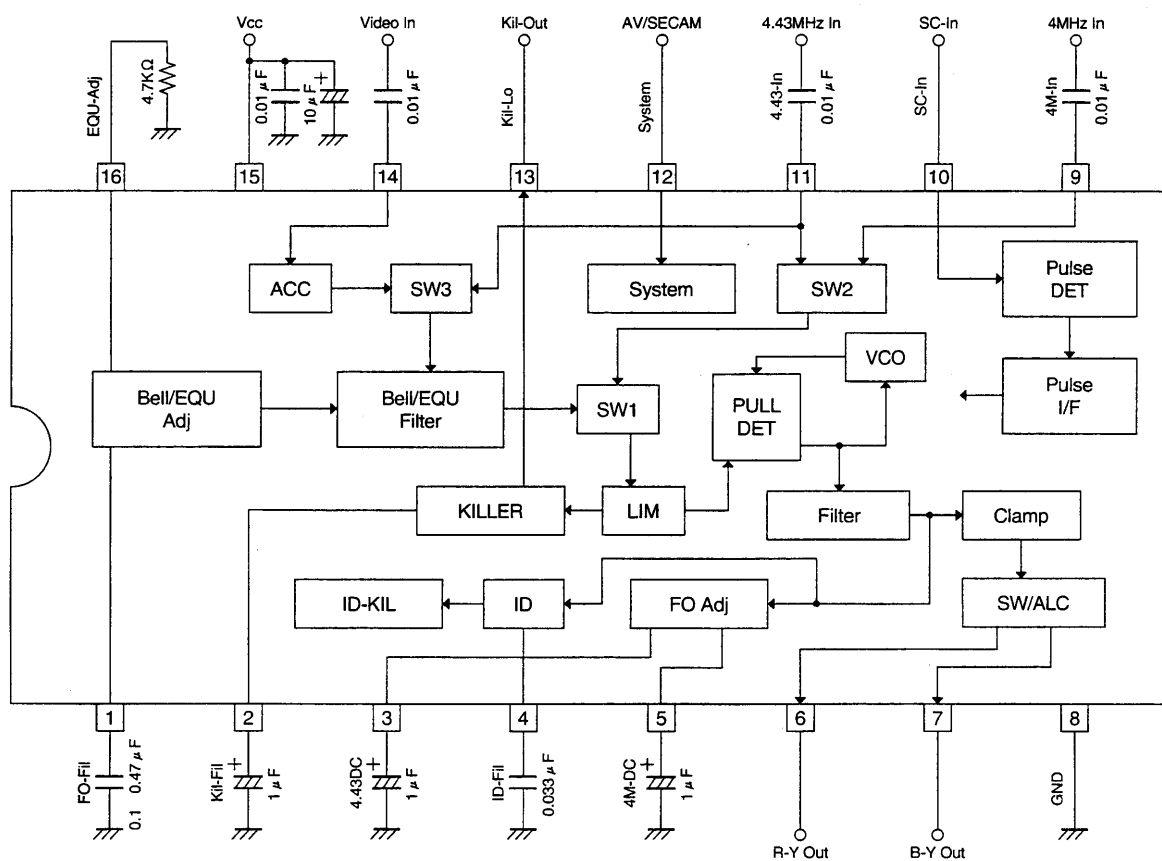 Vcc
Video In
Kil-Out
AV/SECAM
4.43MHz In
SC-In
4MHz In
EQU-Adj
4.7KΩ
0.01 μF
10 μF
+
0.01 μF
Kil-Lo
System
4.43-In
0.01 μF
SC-In
4M-In
0.01 μF
16
15
14
13
12
11
10
9
ACC
SW3
System
SW2
Pulse
DET
VCO
Bell/EQU
Adj
Bell/EQU
Filter
SW1
PULL
DET
Pulse
I/F
KILLER
LIM
Filter
Clamp
ID-KIL
ID
FO Adj
SW/ALC
1
2
3
4
5
6
7
8
FO-Fil
0.1
0.47 μF
Kil-Fil
+
1 μF
4.43DC
+
1 μF
ID-Fil
0.033 μF
4M-DC
+
1 μF
GND
R-Y Out
B-Y Out